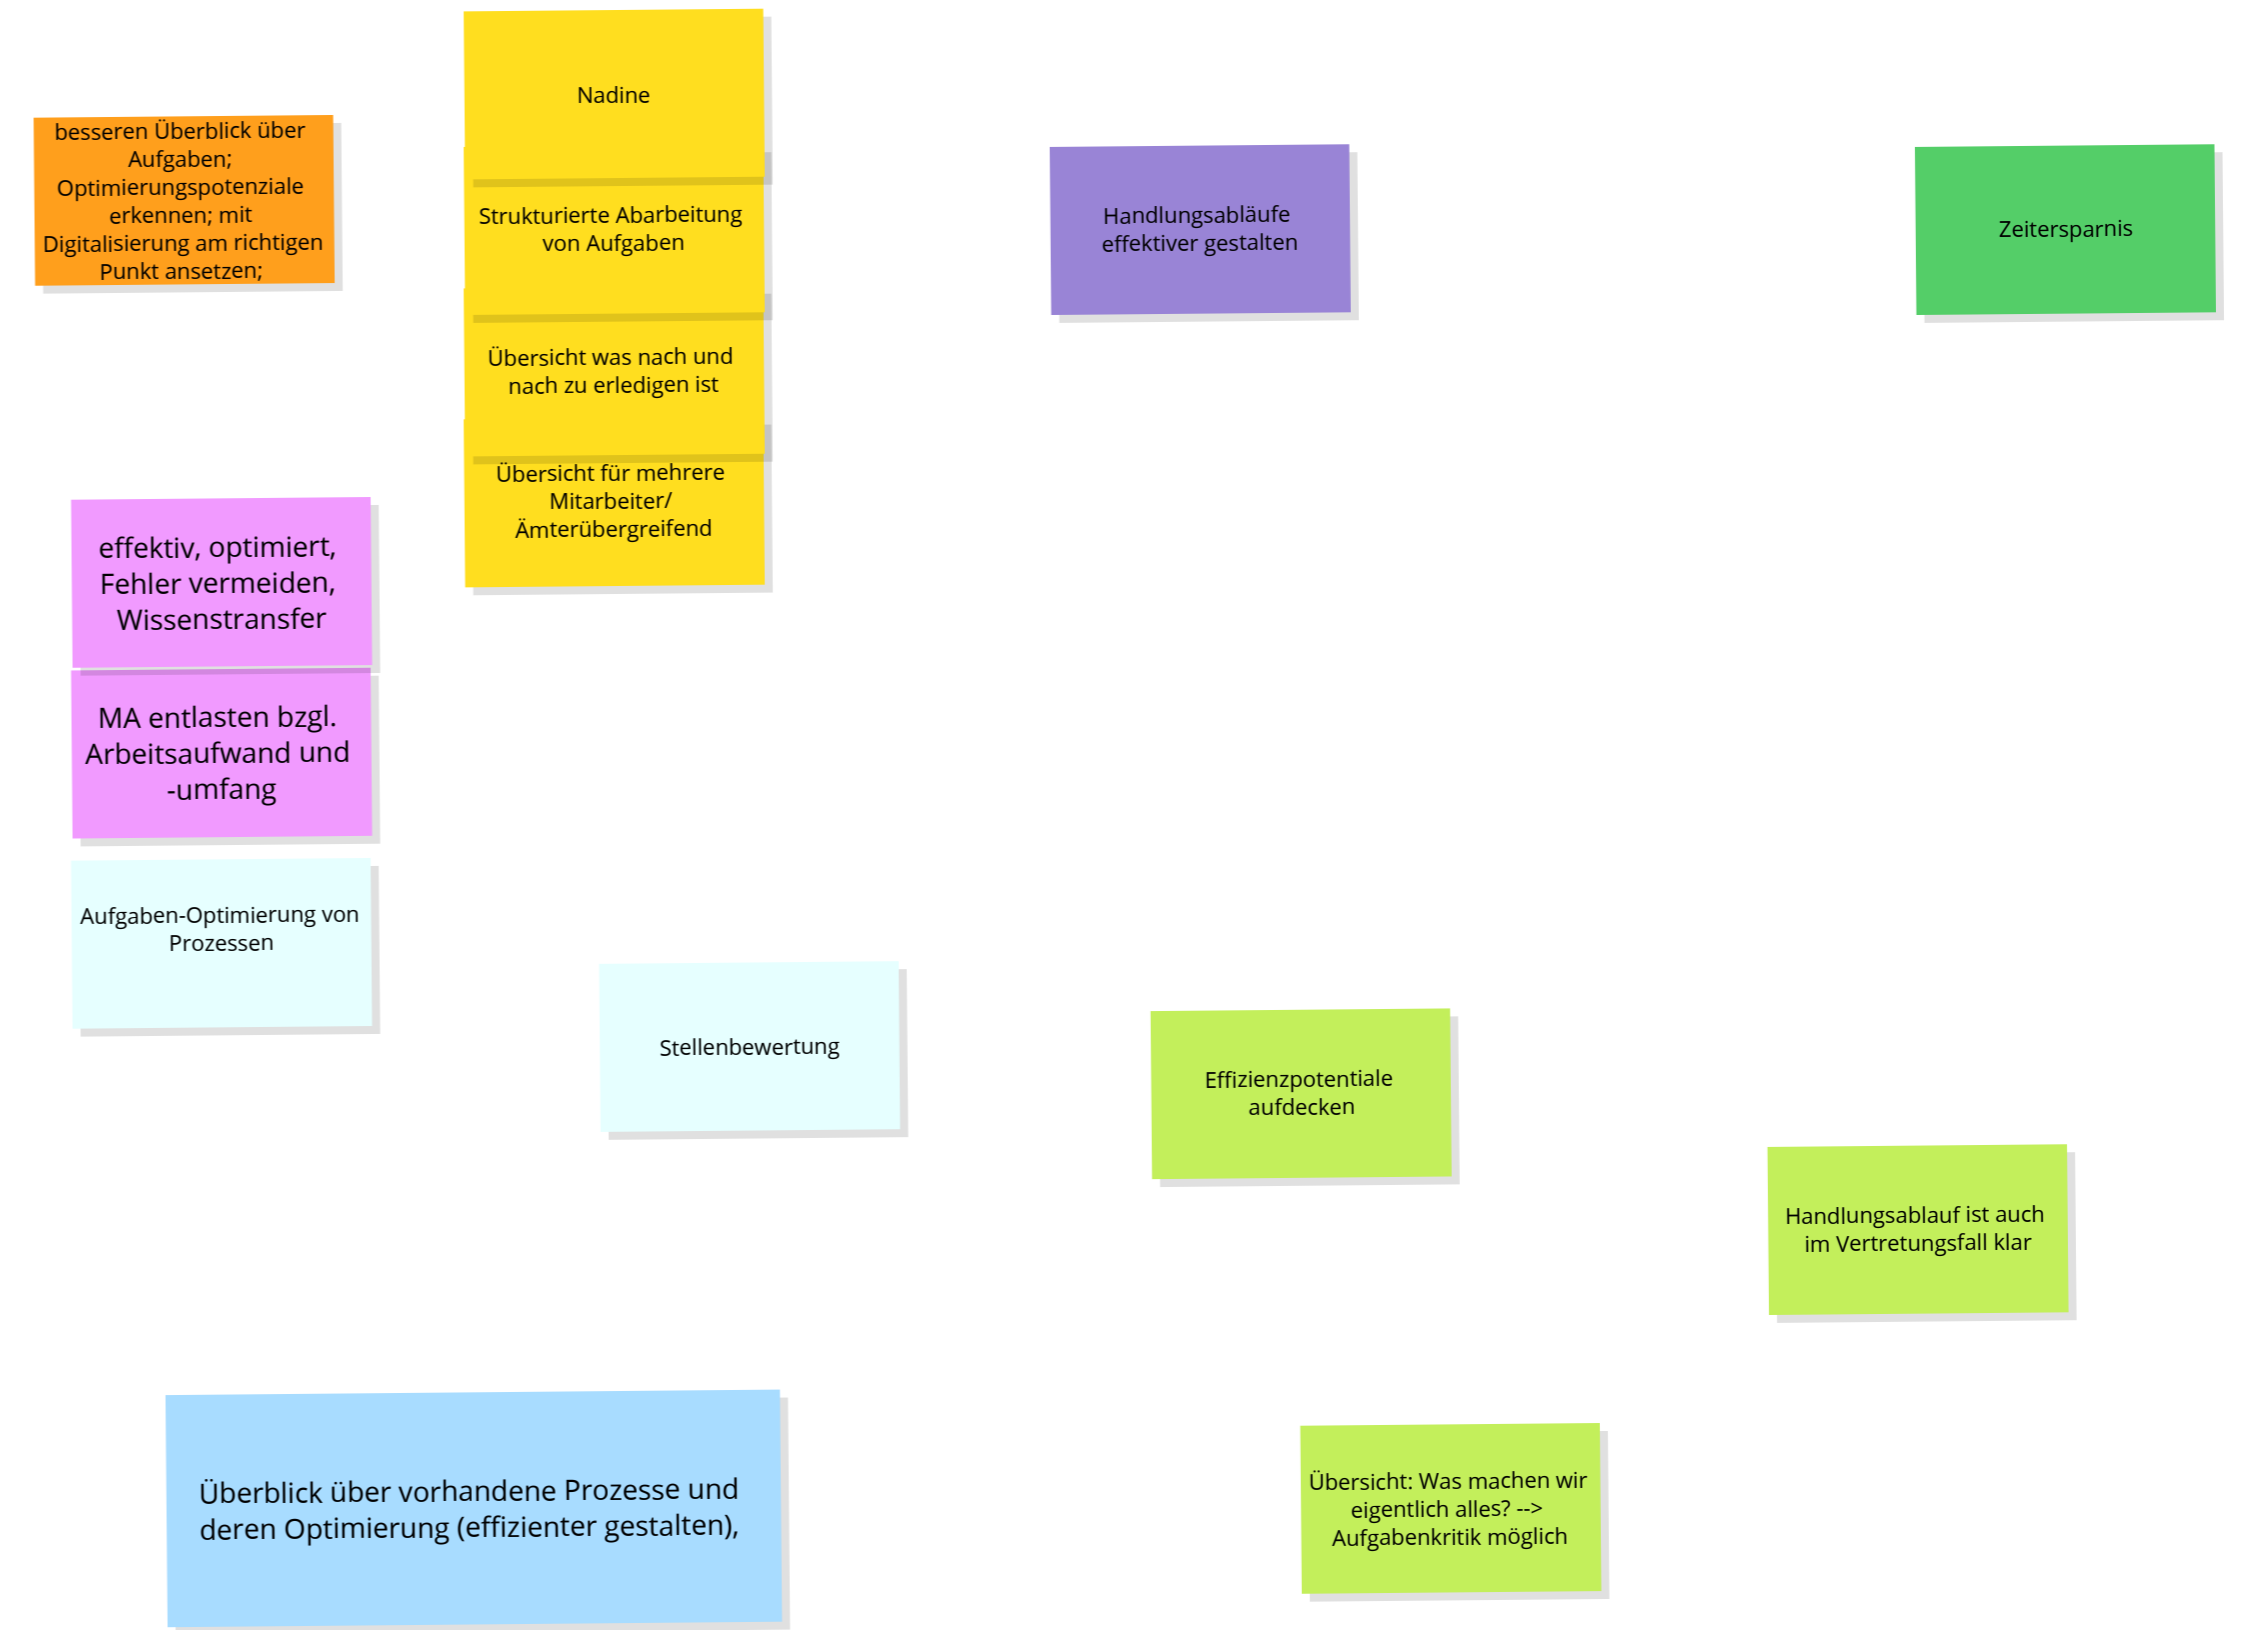 Nadine
besseren Überblick über
Aufgaben;
Optimierungspotenziale
erkennen; mit
Digitalisierung am richtigen
Punkt ansetzen;
Strukturierte Abarbeitung
von Aufgaben
Handlungsabläufe
effektiver gestalten
Zeitersparnis
Übersicht was nach und
nach zu erledigen ist
Übersicht für mehrere
Mitarbeiter/
Ämterübergreifend
effektiv, optimiert,
Fehler vermeiden,
Wissenstransfer
MA entlasten bzgl.
Arbeitsaufwand und
-umfang
Aufgaben-Optimierung von
Prozessen
Stellenbewertung
Effizienzpotentiale
aufdecken
Handlungsablauf ist auch
im Vertretungsfall klar
Überblick über vorhandene Prozesse und
deren Optimierung (effizienter gestalten),
Übersicht: Was machen wir
eigentlich alles? -->
Aufgabenkritik möglich